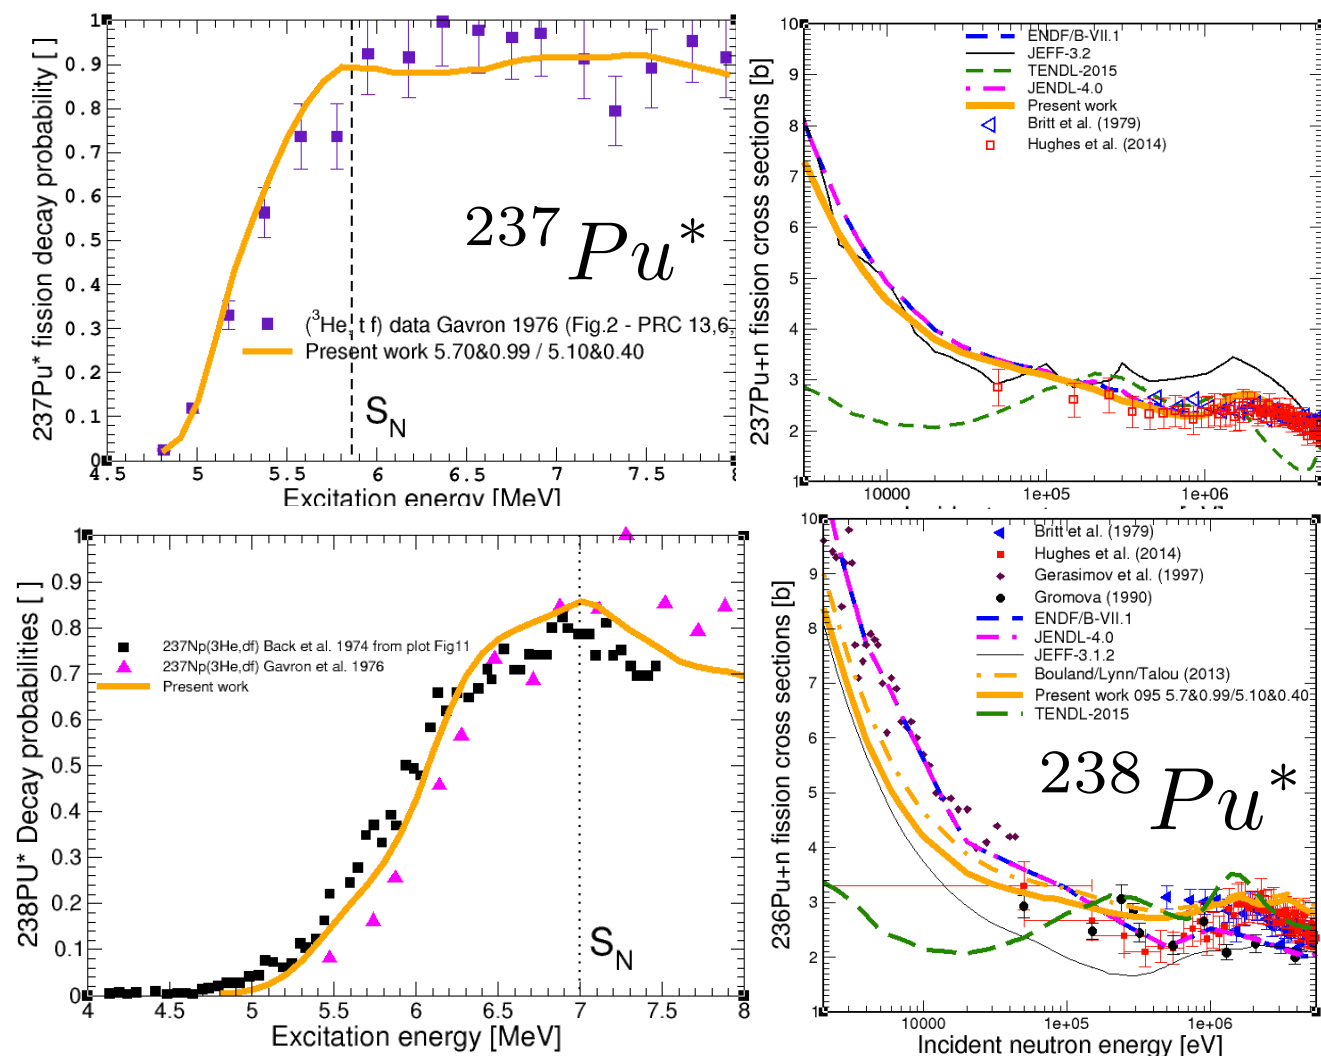 237Pu* fission decay probability [ ]
1
0.9
0.8
0.7
0.6
0.5
0.4
0.3
0.2
0.1
0
237Pu*
(3He, t f) data Gavron 1976 (Fig.2 - PRC 13,6,
Present work 5.70&0.99 / 5.10&0.40
SN
4.5 5 5.5 6 6.5 7 7.5
Excitation energy [MeV]
237Pu+n fission cross sections [b]
10
9
8
7
6
5
4
3
2
1
ENDF/B-VII.1
JEFF-3.2
TENDL-2015
JENDL-4.0
Present work
Britt et al. (1979)
Hughes et al. (2014)
10000 1e+05 1e+06
238PU* Decay probabilities [ ]
1
0.9
0.8
0.7
0.6
0.5
0.4
0.3
0.2
0.1
0
237Np(3He,df) Back et al. 1974 from plot Fig11
237Np(3He,df) Gavron et al. 1976
Present work
SN
4 4.5 5 5.5 6 6.5 7 7.5 8
Excitation energy [MeV]
236Pu+n fission cross sections [b]
10
9
8
7
6
5
4
3
2
1
Britt et al. (1979)
Hughes et al. (2014)
Gerasimov et al. (1997)
Gromova (1990)
ENDF/B-VII.1
JENDL-4.0
JEFF-3.1.2
Bouland/Lynn/Talou (2013)
Present work 095 5.7&0.99/5.10&0.40
TENDL-2015
238Pu*
10000 1e+05 1e+06
Incident neutron energy [eV]